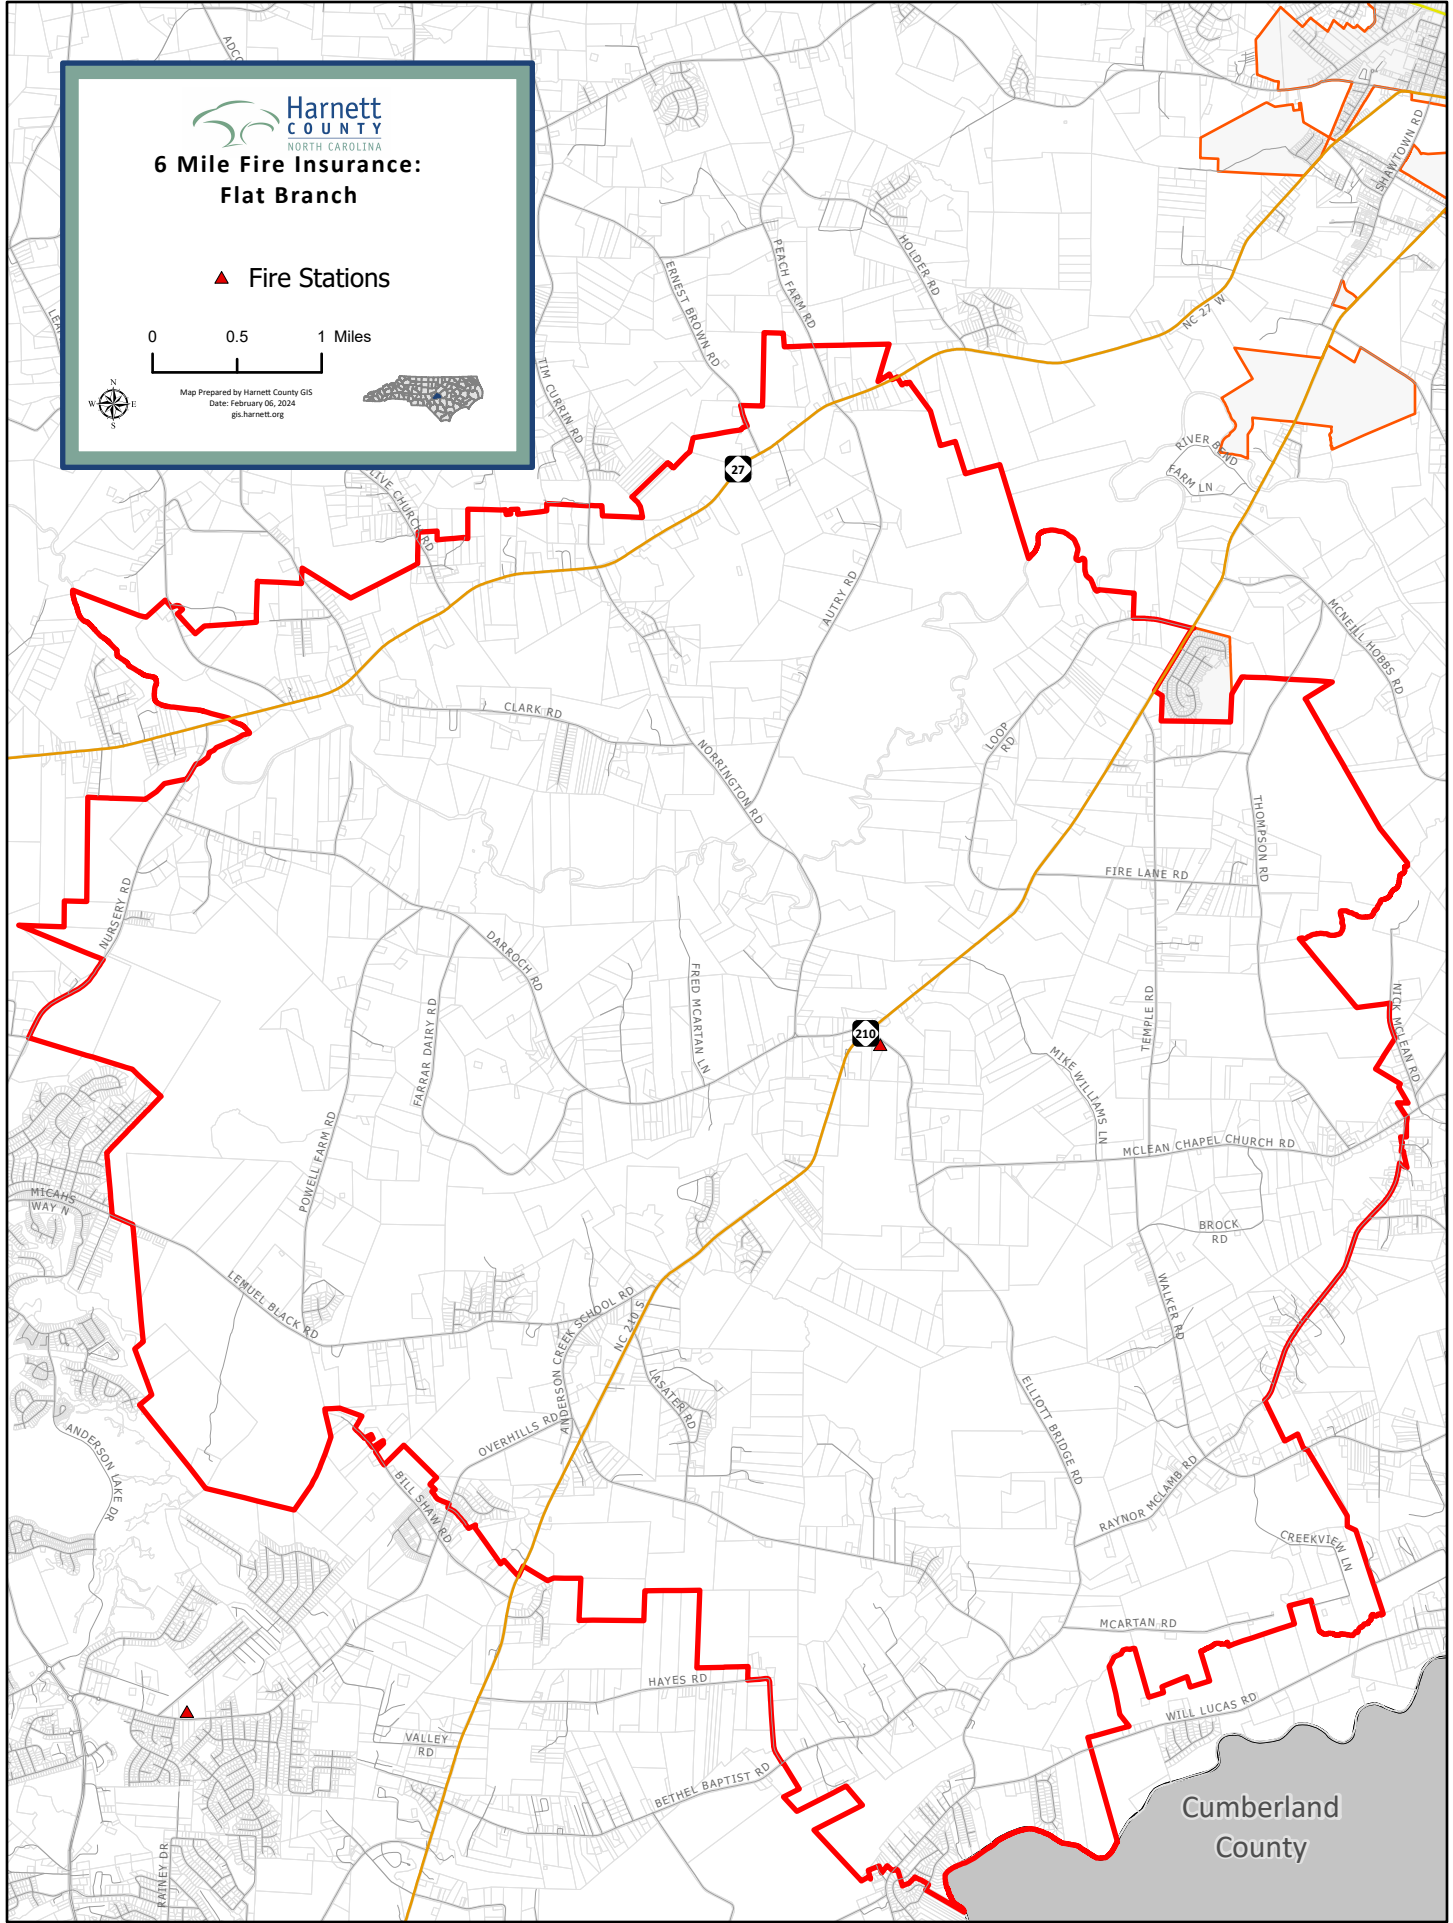 Harnett
COUNTY
NORTH CAROLINA
6 Mile Fire Insurance:
Flat Branch
Fire Stations
0 0.5 1 Miles
N
W E
S
Map Prepared by Harnett County GIS
Date: February 06, 2024
gis.harnett.org
SHAWTOWN RD
PEACH FARM RD
HOLDER RD
ERNEST BROWN RD
NC 27 W
TIM CURRIN RD
RIVER BEND
FARM LN
27
LIVE CHURCH RD
AUTRY RD
MCNEILL HOBBS RD
CLARK RD
LOOP
RD
NORRINGTON RD
THOMPSON RD
FIRE LANE RD
NURSERY RD
DARROCH RD
FRED MCARTAN LN
FARRAR DAIRY RD
TEMPLE RD
NICK MCLEAN RD
210
MIKE WILLIAMS LN
POWELL FARM RD
MCLEAN CHAPEL CHURCH RD
MICAHS
WAY N
BROCK
RD
LEMUEL BLACK RD
WALKER RD
ANDERSON CREEK SCHOOL RD
NC 210 S
LASATER RD
ELLIOTT BRIDGE RD
OVERHILLS RD
ANDERSON LAKE DR
BILL SHAW RD
RAYNOR MCLAMB RD
CREEKVIEW LN
MCARTAN RD
HAYES RD
WILL LUCAS RD
VALLEY
RD
BETHEL BAPTIST RD
RAINEY DR
Cumberland
County